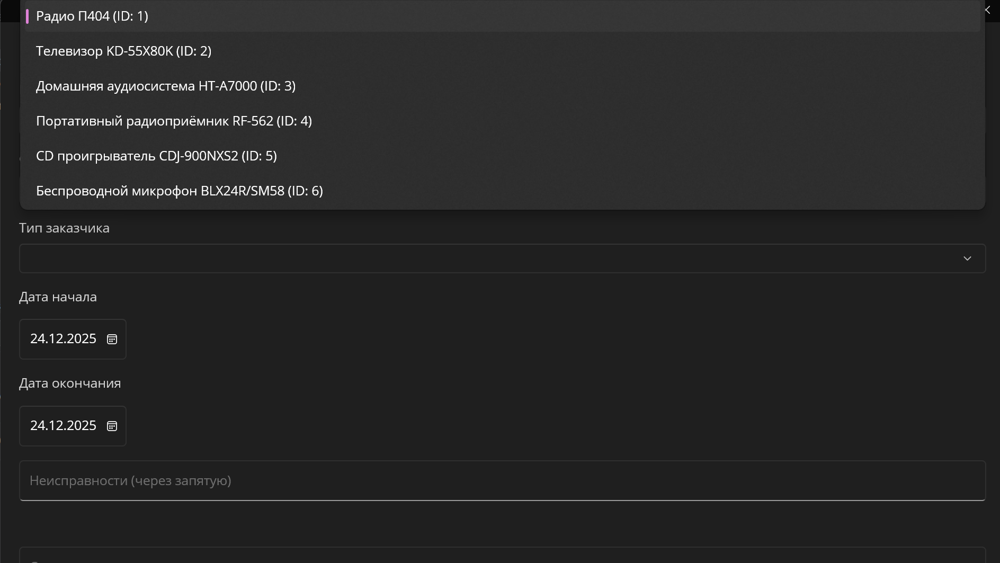 Радио П404 (ID: 1)
Телевизор KD-55X80K (ID: 2)
Домашняя аудиосистема HT-A7000 (ID: 3)
Портативный радиоприёмник RF-562 (ID: 4)
CD проигрыватель CDJ-900NXS2 (ID: 5)
Беспроводной микрофон BLX24R/SM58 (ID: 6)
Тип заказчика
Дата начала
24.12.2025
Дата окончания
24.12.2025
Неисправности (через запятую)